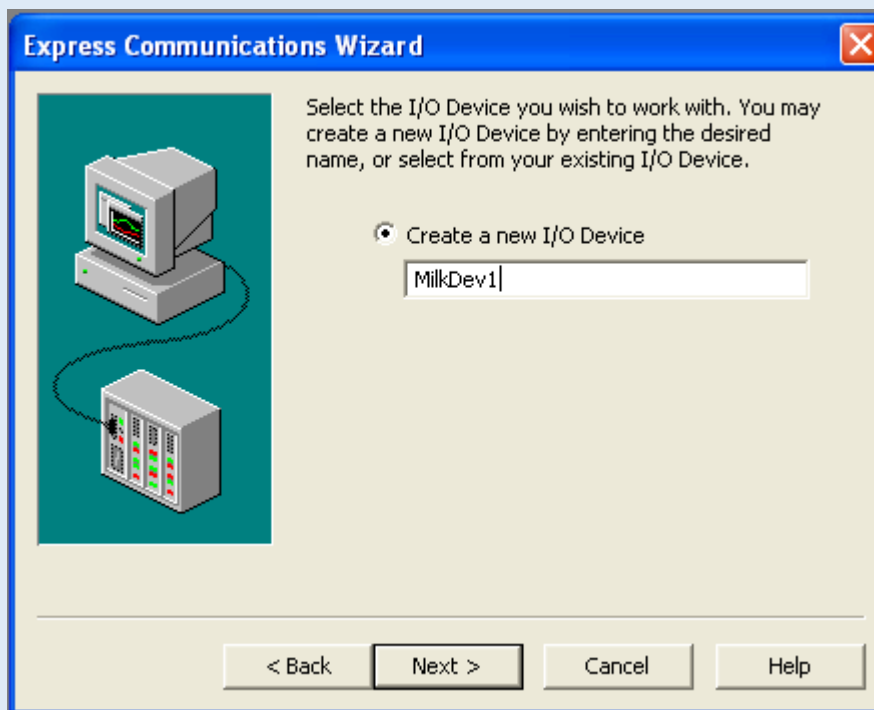 Express Communications Wizard
Select the I/O Device you wish to work with. You may
create a new I/O Device by entering the desired
name, or select from your existing I/O Device.
Create a new I/O Device
MilkDev1
< Back
Next >
Cancel
Help